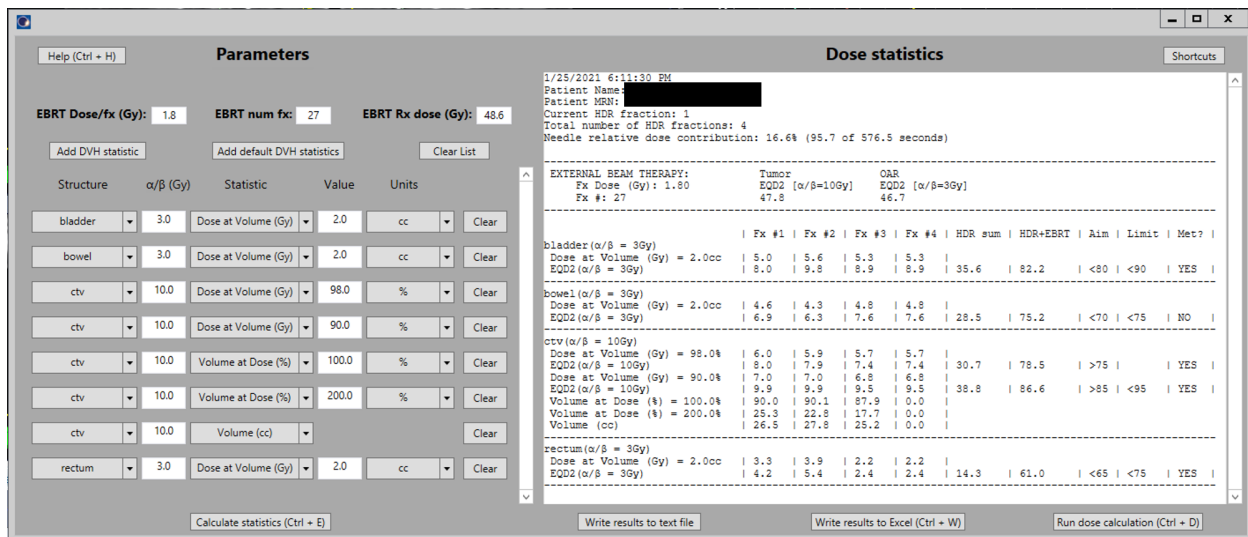 Help (Ctrl + H)
Parameters
EBRT Dose/fx (Gy): 1.8 EBRT num fx: 27 EBRT Rx dose (Gy): 48.6
Add DVH statistic Add default DVH statistics Clear List
Structure α/β (Gy) Statistic Value Units
bladder 3.0 Dose at Volume (Gy) 2.0 cc Clear
bowel 3.0 Dose at Volume (Gy) 2.0 cc Clear
ctv 10.0 Dose at Volume (Gy) 98.0 % Clear
ctv 10.0 Dose at Volume (Gy) 90.0 % Clear
ctv 10.0 Volume at Dose (%) 100.0 % Clear
ctv 10.0 Volume at Dose (%) 200.0 % Clear
ctv 10.0 Volume (cc) Clear
rectum 3.0 Dose at Volume (Gy) 2.0 cc Clear
Calculate statistics (Ctrl + E)
Dose statistics
Shortcuts
1/25/2021 6:11:30 PM
Patient Name:
Patient MRN:
Current HDR fraction: 1
Total number of HDR fractions: 4
Needle relative dose contribution: 16.6% (95.7 of 576.5 seconds)
EXTERNAL BEAM THERAPY: Tumor OAR
Fx Dose (Gy): 1.80 EQD2 [α/β=10Gy] EQD2 [α/β=3Gy]
Fx #: 27 47.8 46.7
| Fx #1 | Fx #2 | Fx #3 | Fx #4 | HDR sum | HDR+EBRT | Aim | Limit | Met? |
bladder(α/β = 3Gy)
Dose at Volume (Gy) = 2.0cc | 5.0 | 5.6 | 5.3 | 5.3 |
EQD2(α/β = 3Gy) | 8.0 | 9.8 | 8.9 | 8.9 | 35.6 | 82.2 | <80 | <90 | YES |
bowel(α/β = 3Gy)
Dose at Volume (Gy) = 2.0cc | 4.6 | 4.3 | 4.8 | 4.8 |
EQD2(α/β = 3Gy) | 6.9 | 6.3 | 7.6 | 7.6 | 28.5 | 75.2 | <70 | <75 | NO |
ctv(α/β = 10Gy)
Dose at Volume (Gy) = 98.0% | 6.0 | 5.9 | 5.7 | 5.7 |
EQD2(α/β = 10Gy) | 8.0 | 7.9 | 7.4 | 7.4 | 30.7 | 78.5 | >75 | | YES |
Dose at Volume (Gy) = 90.0% | 7.0 | 7.0 | 6.8 | 6.8 |
EQD2(α/β = 10Gy) | 9.9 | 9.9 | 9.5 | 9.5 | 38.8 | 86.6 | >85 | <95 | YES |
Volume at Dose (%) = 100.0% | 90.0 | 90.1 | 87.9 | 0.0 |
Volume at Dose (%) = 200.0% | 25.3 | 22.8 | 17.7 | 0.0 |
Volume (cc) | 26.5 | 27.8 | 25.2 | 0.0 |
rectum(α/β = 3Gy)
Dose at Volume (Gy) = 2.0cc | 3.3 | 3.9 | 2.2 | 2.2 |
EQD2(α/β = 3Gy) | 4.2 | 5.4 | 2.4 | 2.4 | 14.3 | 61.0 | <65 | <75 | YES |
Write results to text file Write results to Excel (Ctrl + W) Run dose calculation (Ctrl + D)